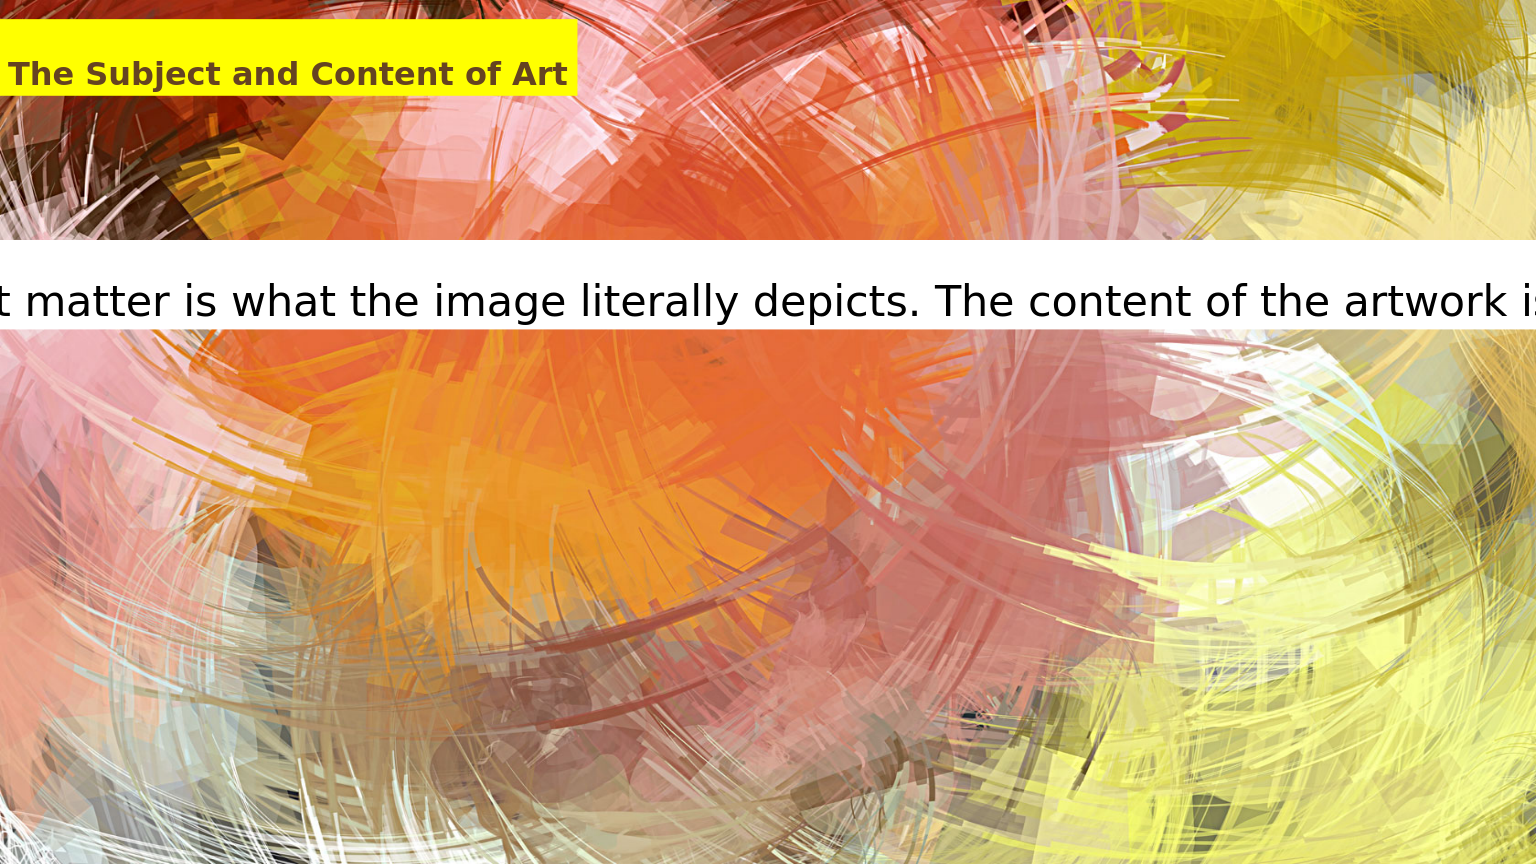 The Subject and Content of Art
matter is what the image literally depicts. The content of the artwork